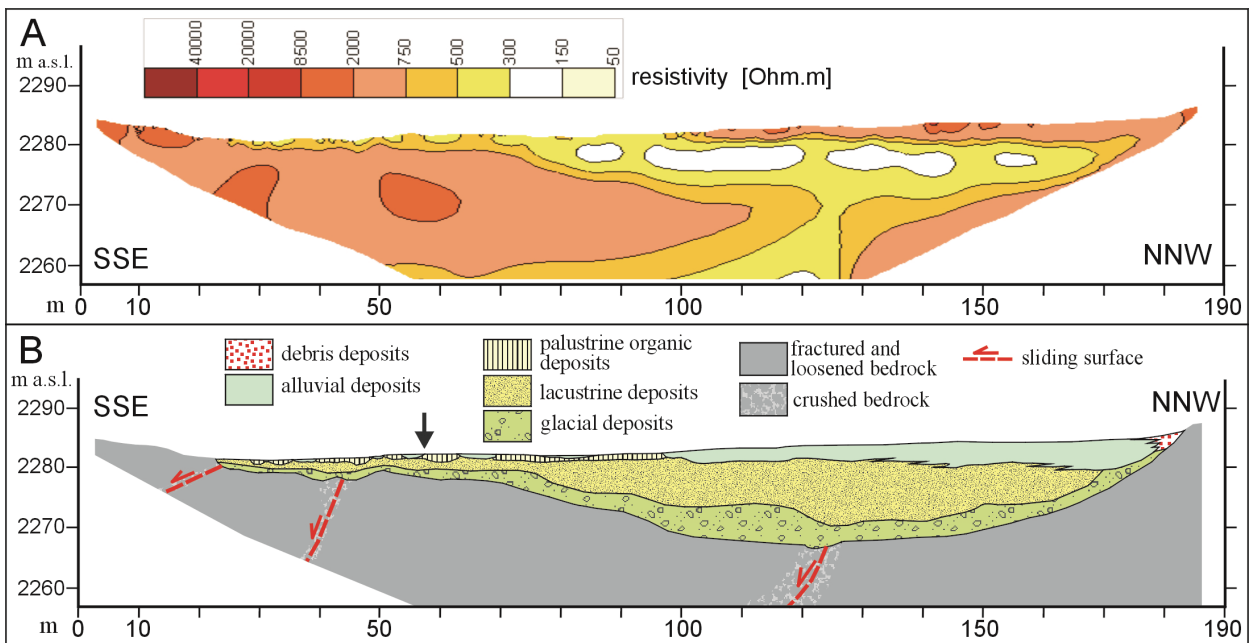 A
m a.s.l.
40000
20000
8500
2000
750
500
300
150
50
resistivity [Ohm.m]
2290
2280
2270
2260
SSE
NNW
m 0 10 50 100 150 190
B
m a.s.l.
debris deposits
alluvial deposits
palustrine organic
deposits
lacustrine deposits
glacial deposits
fractured and
loosened bedrock
crushed bedrock
sliding surface
SSE
NNW
2290
2280
2270
2260
m 0 10 50 100 150 190